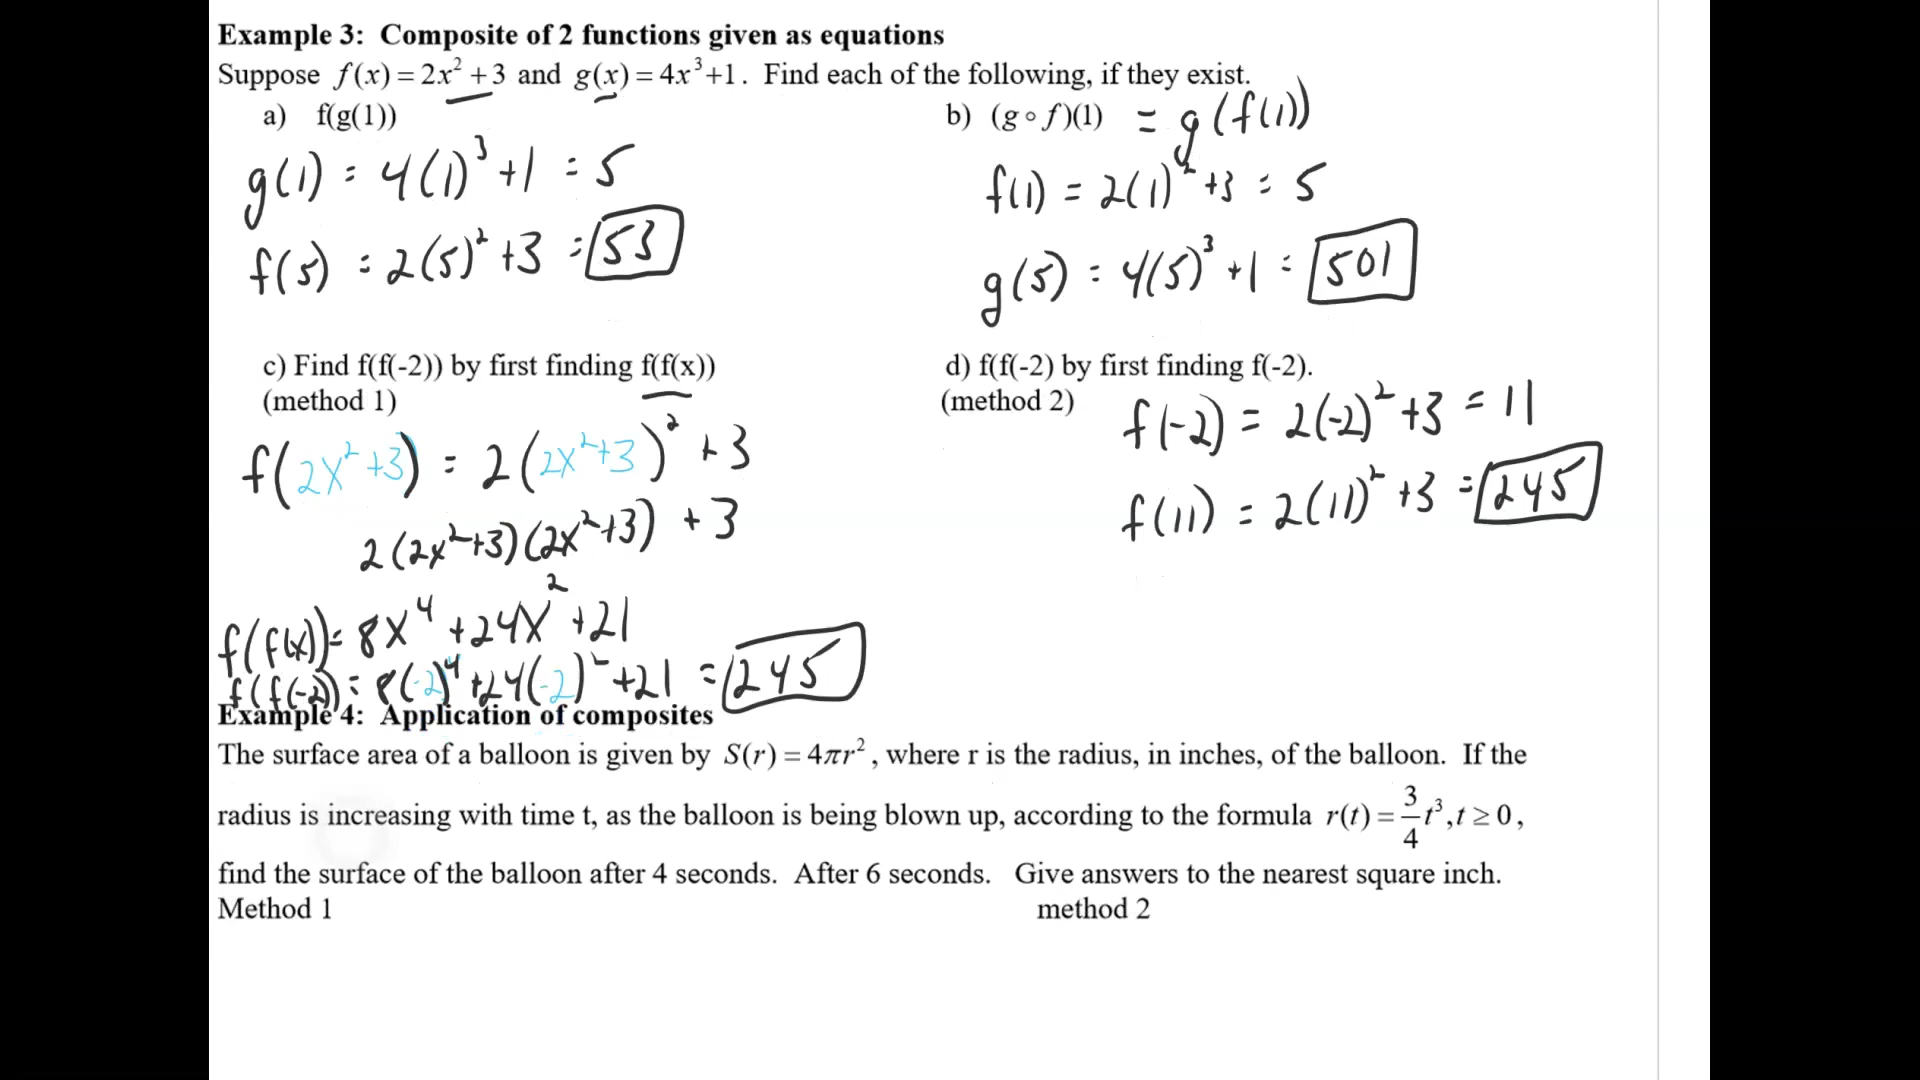 Example 3: Composite of 2 functions given as equations
Suppose f(x) = 2x² + 3 and g(x) = 4x³+1. Find each of the following, if they exist.
a) f(g(1))
g(1) = 4(1)³ + 1 = 5
f(5) = 2(5)² + 3 = 53
b) (g ∘ f)(1) = g(f(1))
f(1) = 2(1)² + 3 = 5
g(5) = 4(5)³ + 1 = 501
c) Find f(f(-2)) by first finding f(f(x))
(method 1)
f(2x²+3) = 2(2x²+3)² + 3
2(2x²+3)(2x²+3) + 3
f(f(x)) = 8x⁴ + 24x² + 21
f(f(-2)) = 8(-2)⁴ + 24(-2)² + 21 = 245
d) f(f(-2) by first finding f(-2).
(method 2)
f(-2) = 2(-2)² + 3 = 11
f(11) = 2(11)² + 3 = 245
Example 4: Application of composites
The surface area of a balloon is given by S(r) = 4πr², where r is the radius, in inches, of the balloon. If the
radius is increasing with time t, as the balloon is being blown up, according to the formula r(t) = 3/4 t³, t ≥ 0,
find the surface of the balloon after 4 seconds. After 6 seconds. Give answers to the nearest square inch.
Method 1
method 2